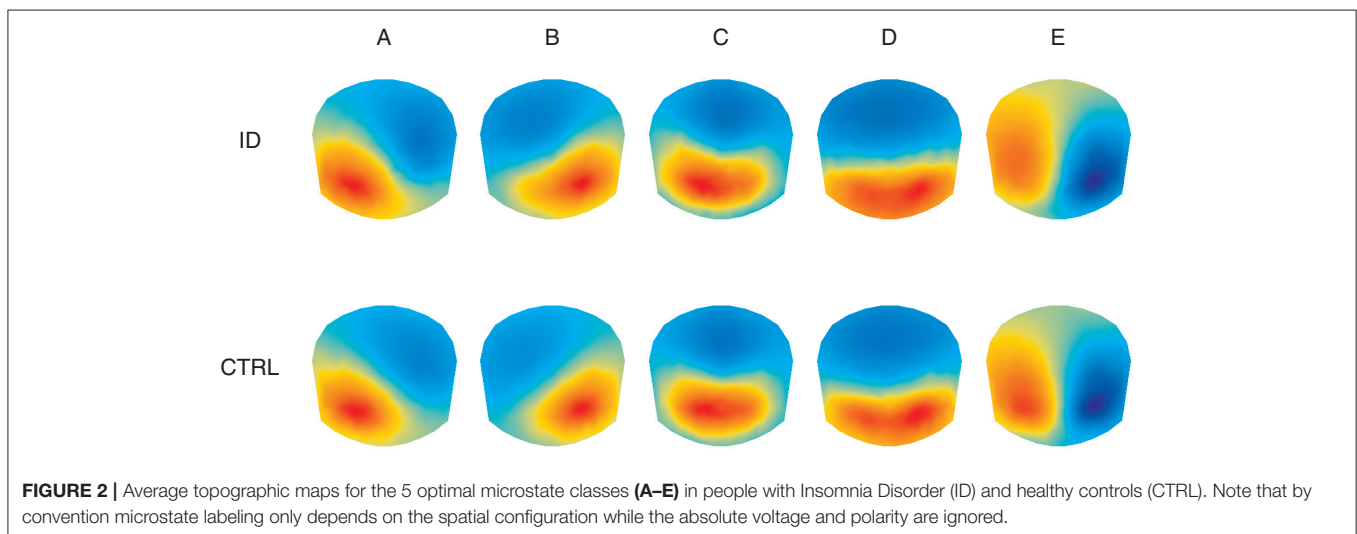 A B C D E
ID
CTRL
FIGURE 2 | Average topographic maps for the 5 optimal microstate classes (A–E) in people with Insomnia Disorder (ID) and healthy controls (CTRL). Note that by
convention microstate labeling only depends on the spatial configuration while the absolute voltage and polarity are ignored.